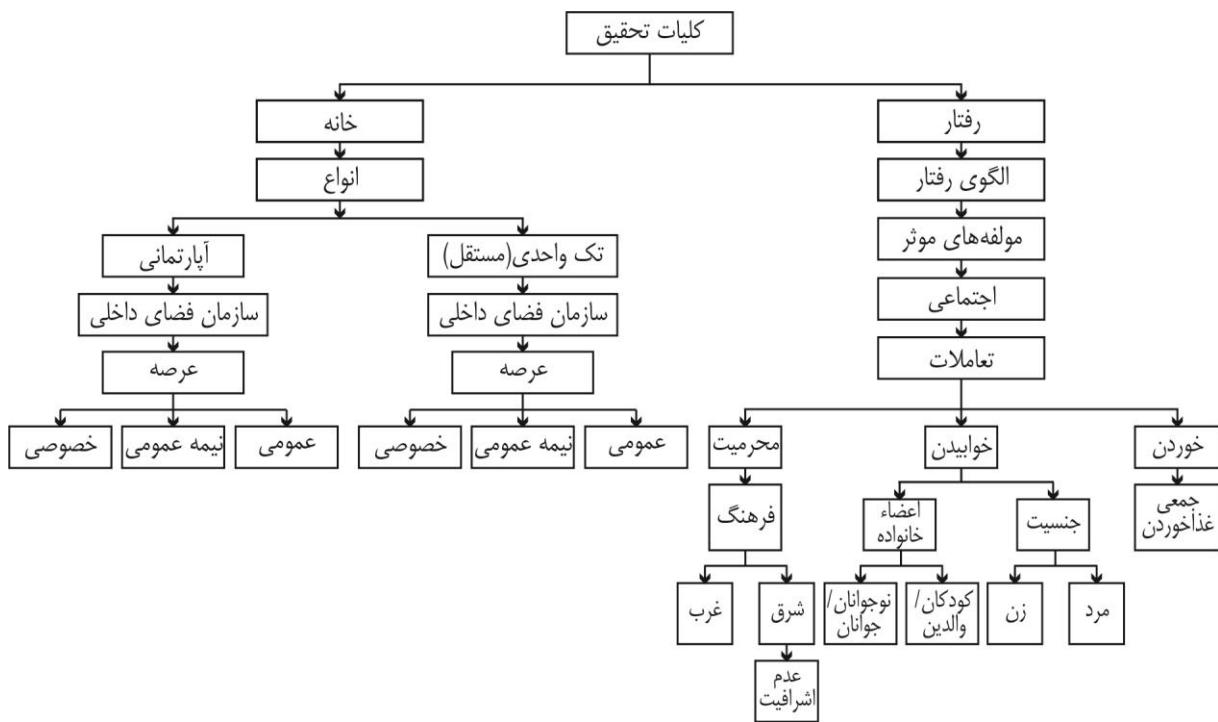 کلیات تحقیق
رفتار
خانه
الگوی رفتار
انواع
مولفه‌های موثر
تک واحدی(مستقل)
آپارتمانی
اجتماعی
سازمان فضای داخلی
سازمان فضای داخلی
تعاملات
عرصه
عرصه
خوردن
خوابیدن
محرمیت
عمومی
نیمه عمومی
خصوصی
عمومی
نیمه عمومی
خصوصی
جمعی
غذاخوردن
جنسیت
اعضاء
خانواده
فرهنگ
مرد
زن
کودکان/
والدین
نوجوانان/
جوانان
شرق
غرب
عدم
اشرافیت